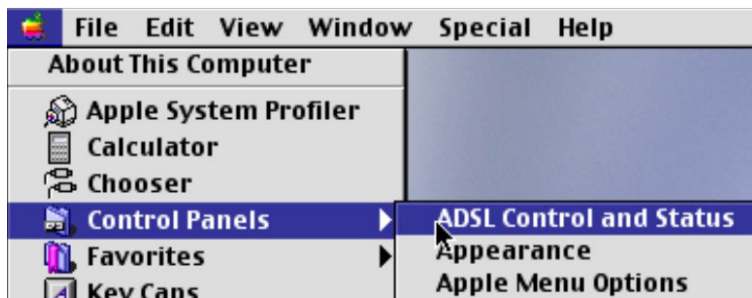 File Edit View Window Special Help
About This Computer
Apple System Profiler
Calculator
Chooser
Control Panels
ADSL Control and Status
Favorites
Appearance
Key Caps
Apple Menu Options